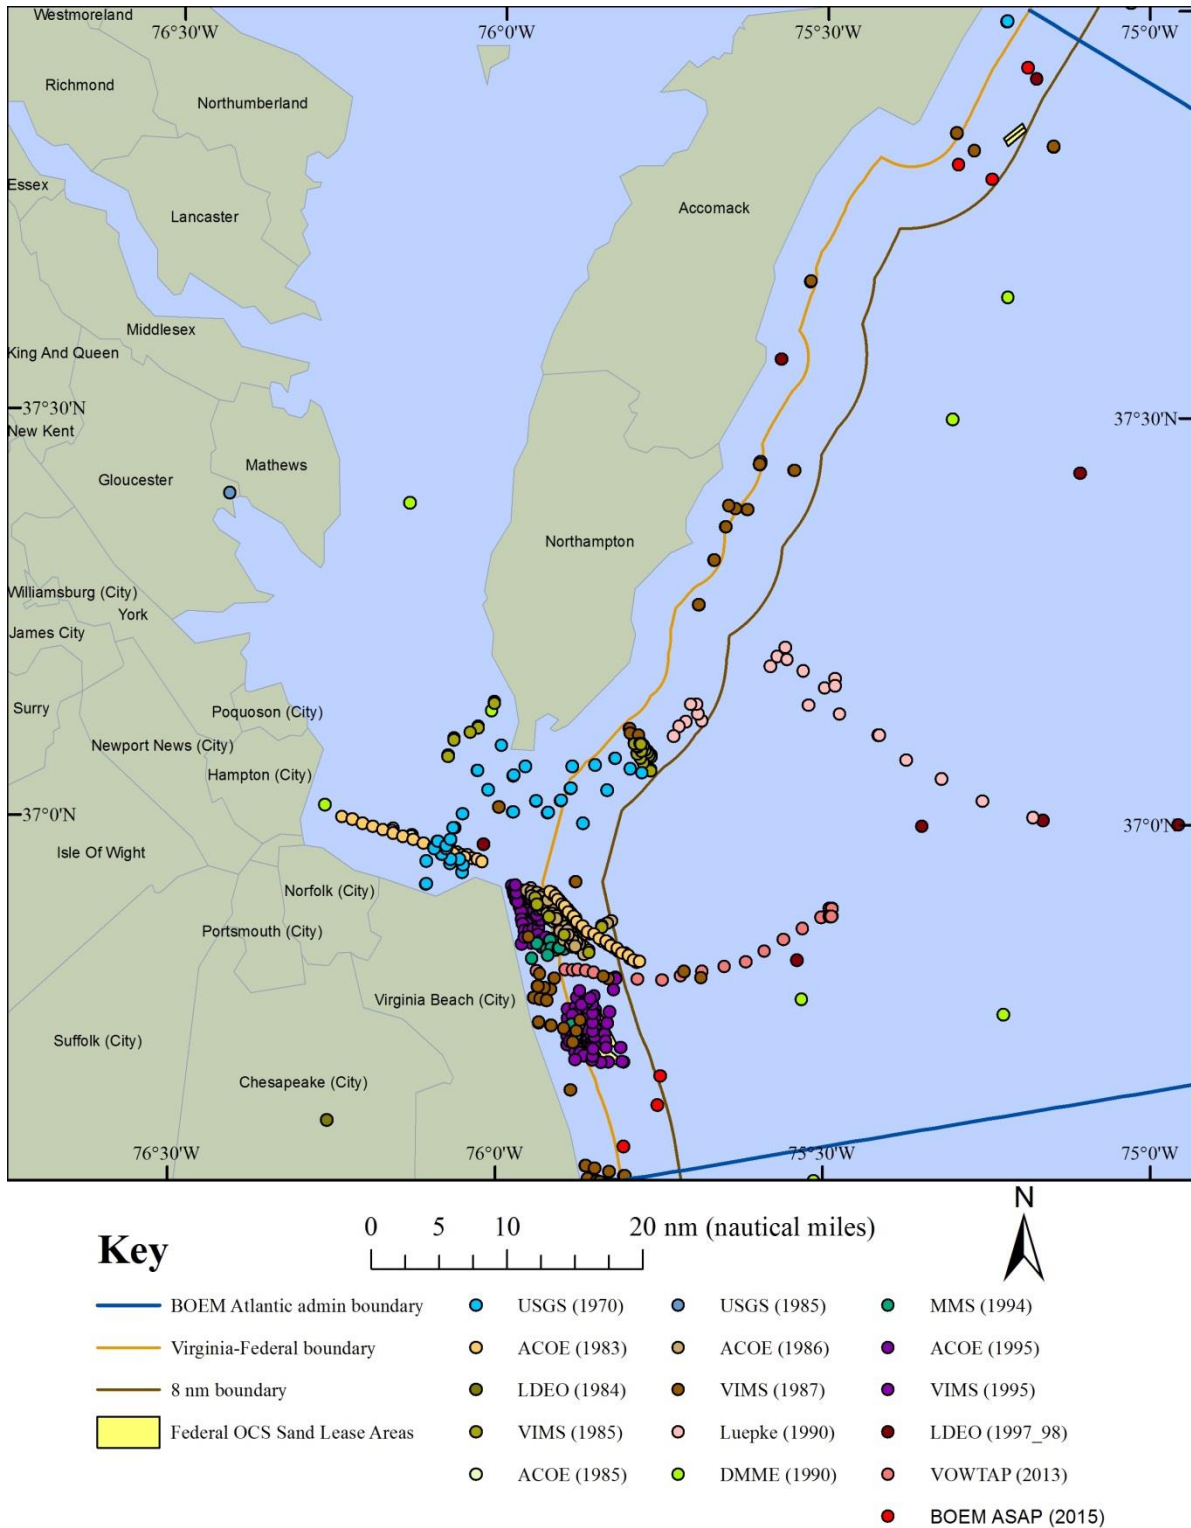 Westmoreland
76°30'W
76°0'W
75°30'W
75°0'W
Richmond
Northumberland
Essex
Lancaster
Accomack
Middlesex
King And Queen
37°30'N
37°30'N
New Kent
Mathews
Gloucester
Northampton
Williamsburg (City)
York
James City
Surry
Poquoson (City)
Newport News (City)
Hampton (City)
37°0'N
37°0'N
Isle Of Wight
Norfolk (City)
Portsmouth (City)
Virginia Beach (City)
Suffolk (City)
Chesapeake (City)
76°30'W
76°0'W
75°30'W
75°0'W
N
0 5 10 20 nm (nautical miles)
Key
BOEM Atlantic admin boundary
USGS (1970)
USGS (1985)
MMS (1994)
Virginia-Federal boundary
ACOE (1983)
ACOE (1986)
ACOE (1995)
8 nm boundary
LDEO (1984)
VIMS (1987)
VIMS (1995)
Federal OCS Sand Lease Areas
VIMS (1985)
Luepke (1990)
LDEO (1997_98)
ACOE (1985)
DMME (1990)
VOWTAP (2013)
BOEM ASAP (2015)